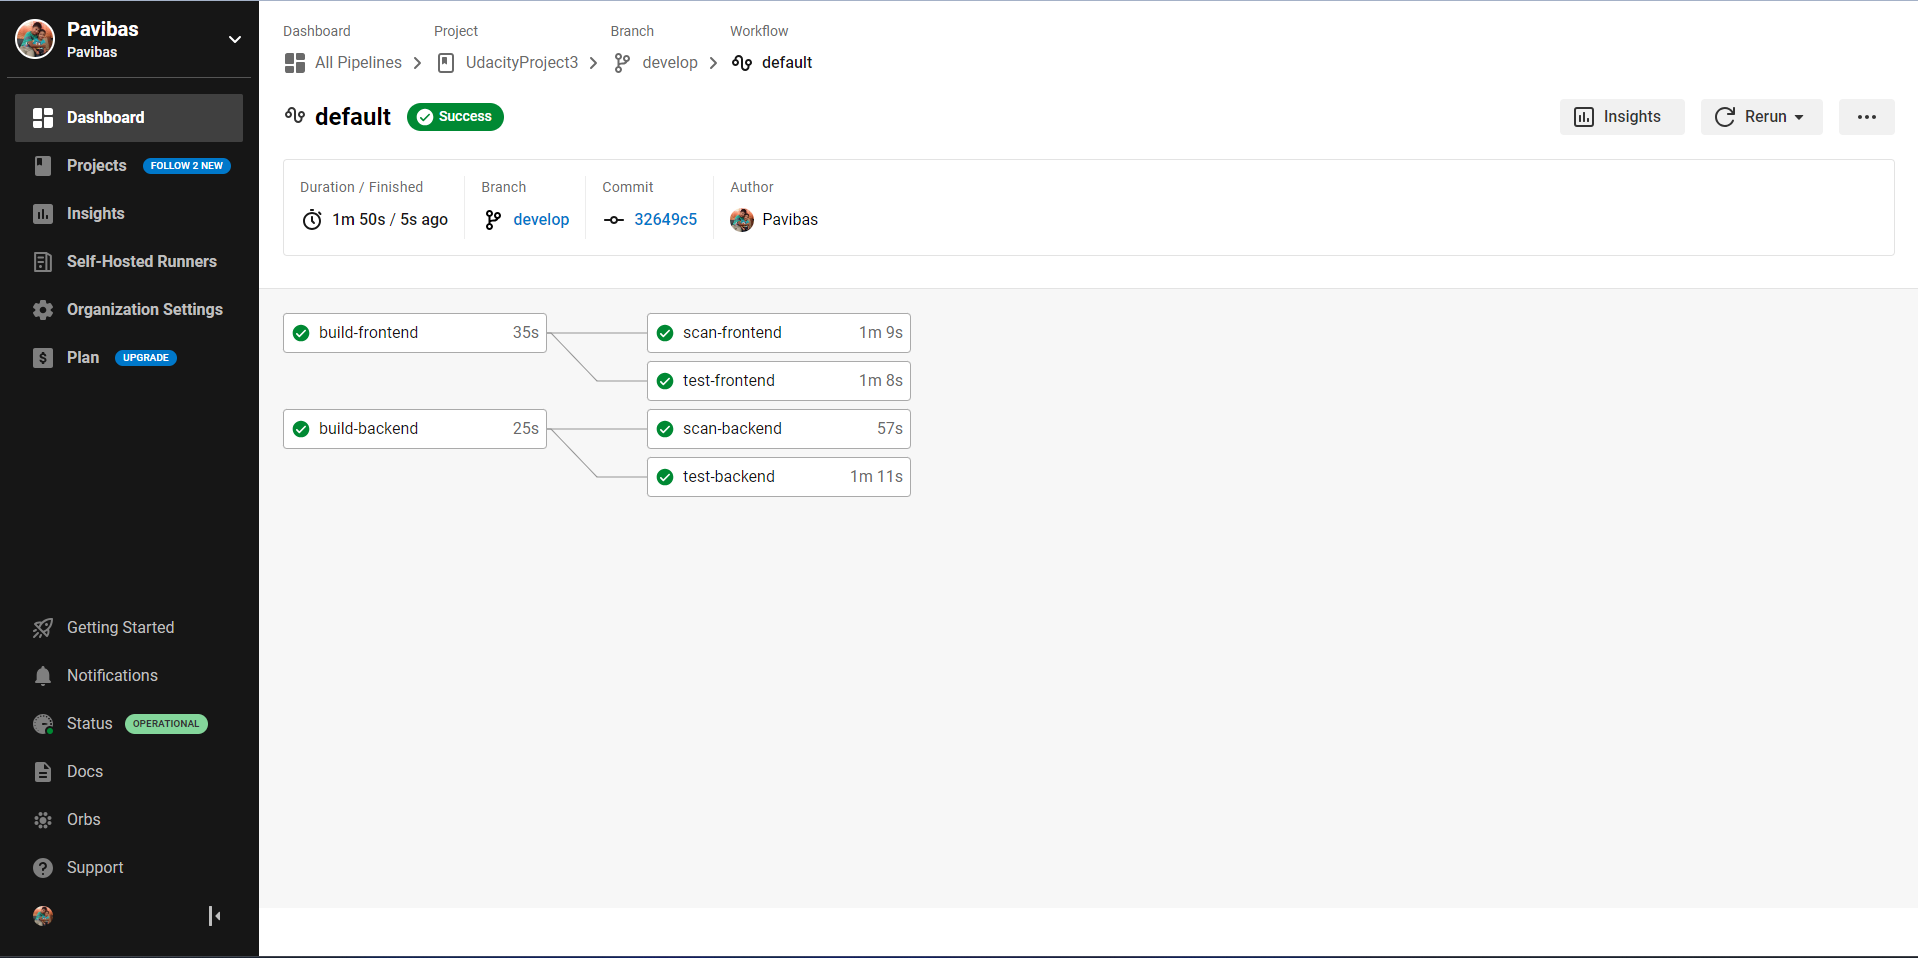 Pavibas
Pavibas
Dashboard
Projects FOLLOW 2 NEW
Insights
Self-Hosted Runners
Organization Settings
Plan UPGRADE
Getting Started
Notifications
Status OPERATIONAL
Docs
Orbs
Support
Dashboard Project Branch Workflow
All Pipelines UdacityProject3 develop default
default Success
Insights Rerun
Duration / Finished Branch Commit Author
1m 50s / 5s ago develop 32649c5 Pavibas
build-frontend 35s scan-frontend 1m 9s
test-frontend 1m 8s
build-backend 25s scan-backend 57s
test-backend 1m 11s